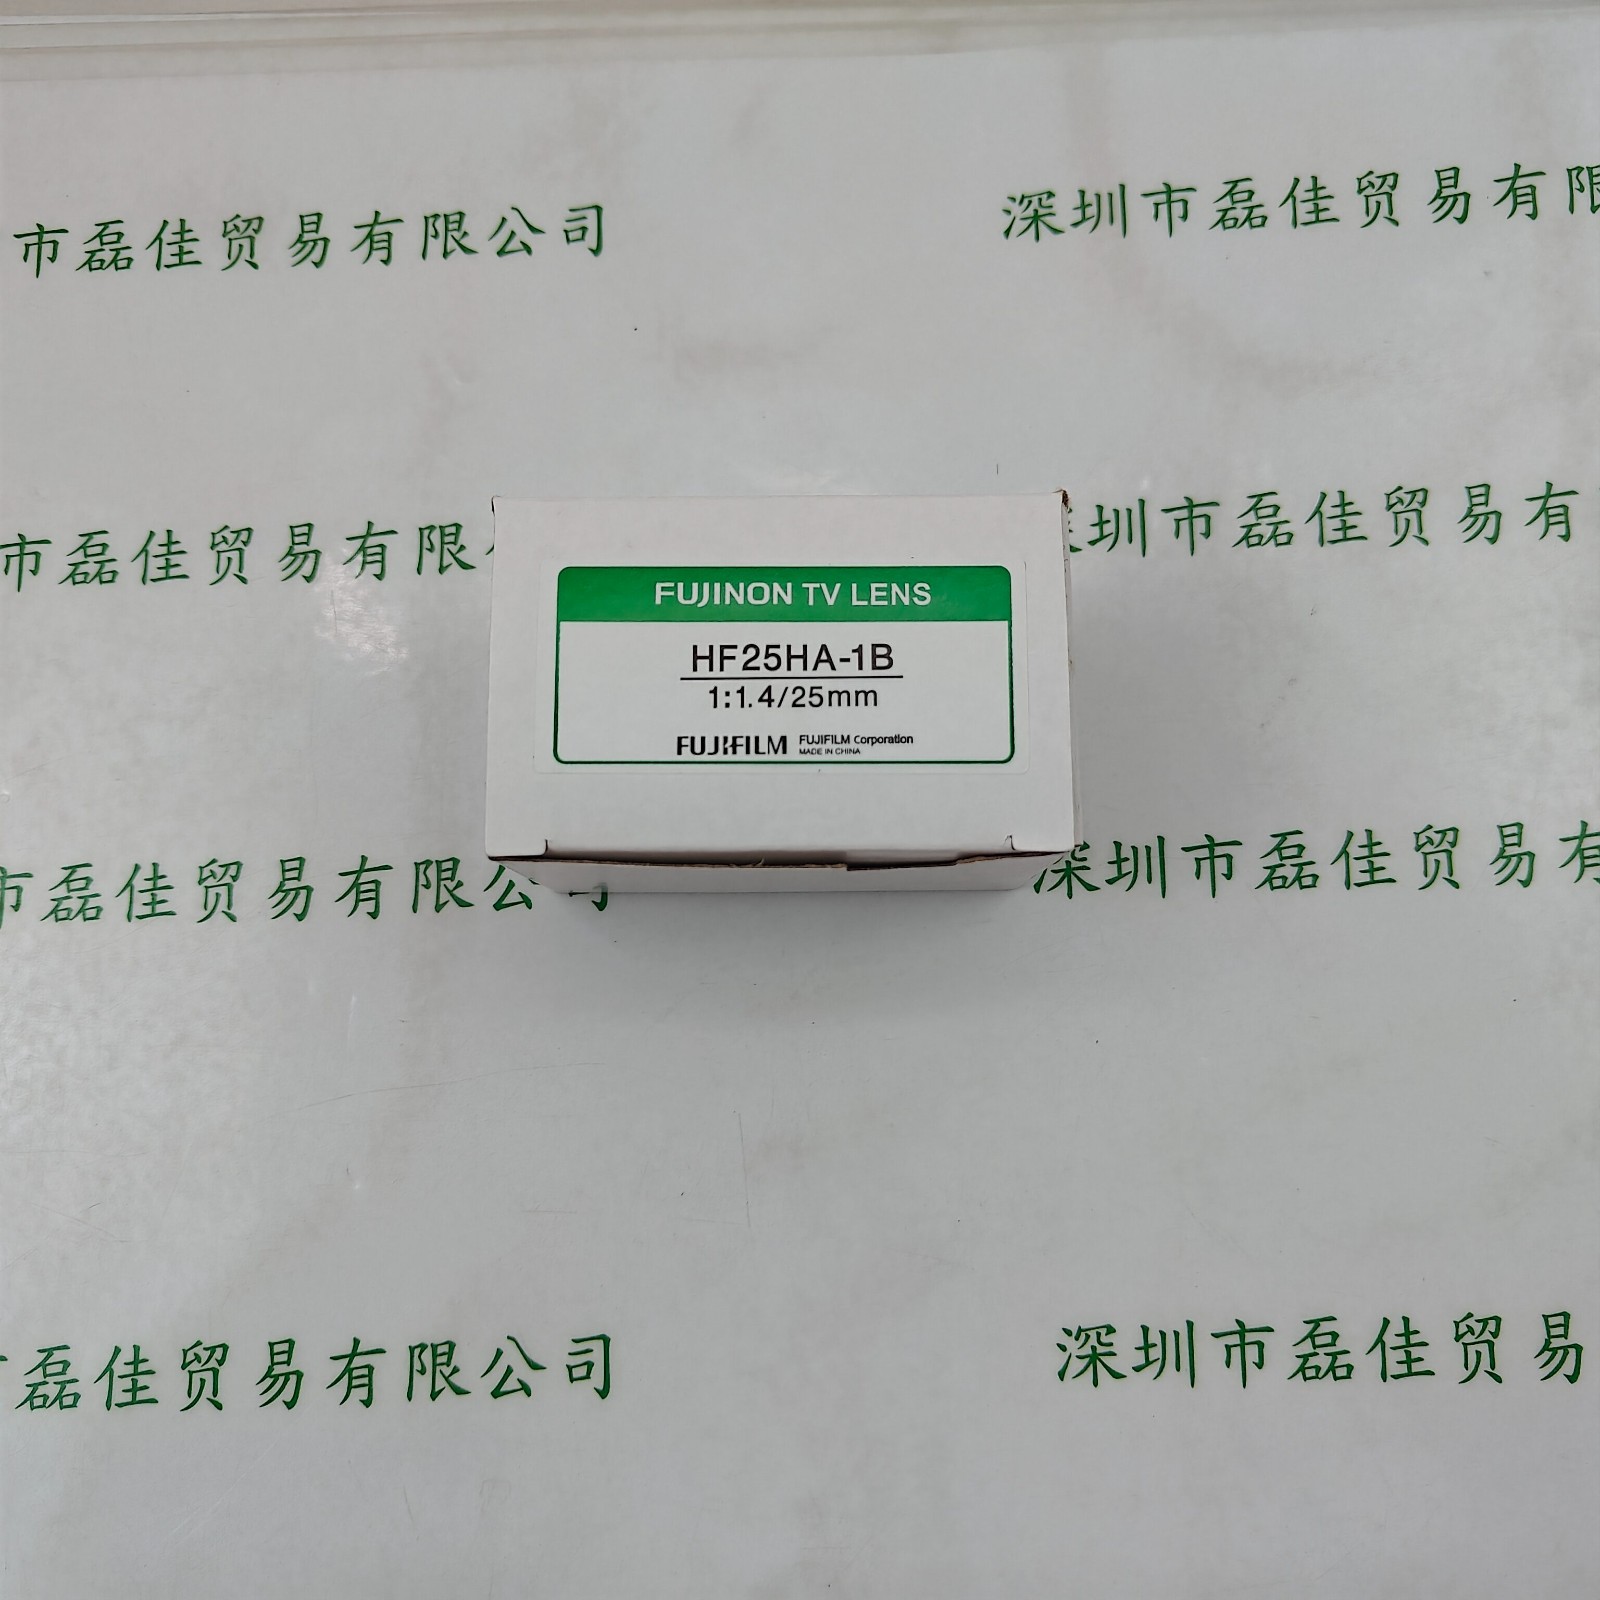 市磊佳贸易有限公司
深圳市磊佳贸易有限
市磊佳贸易有限
圳市磊佳贸易有
FUJINON TV LENS
HF25HA-1B
1:1.4/25mm
FUJIFILM FUJIFILM Corporation
MADE IN CHINA
市磊佳贸易有限公司
深圳市磊佳贸易有
磊佳贸易有限公司
深圳市磊佳贸易